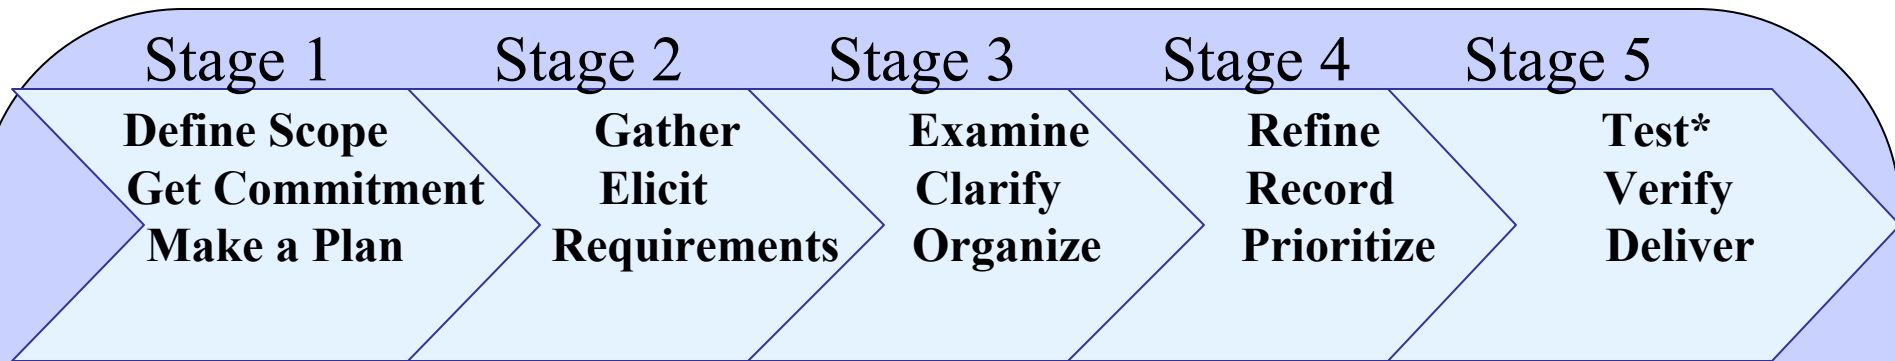 Stage 1
Stage 2
Stage 3
Stage 4
Stage 5
Define Scope
Get Commitment
Make a Plan
Gather
Elicit
Requirements
Examine
Clarify
Organize
Refine
Record
Prioritize
Test*
Verify
Deliver